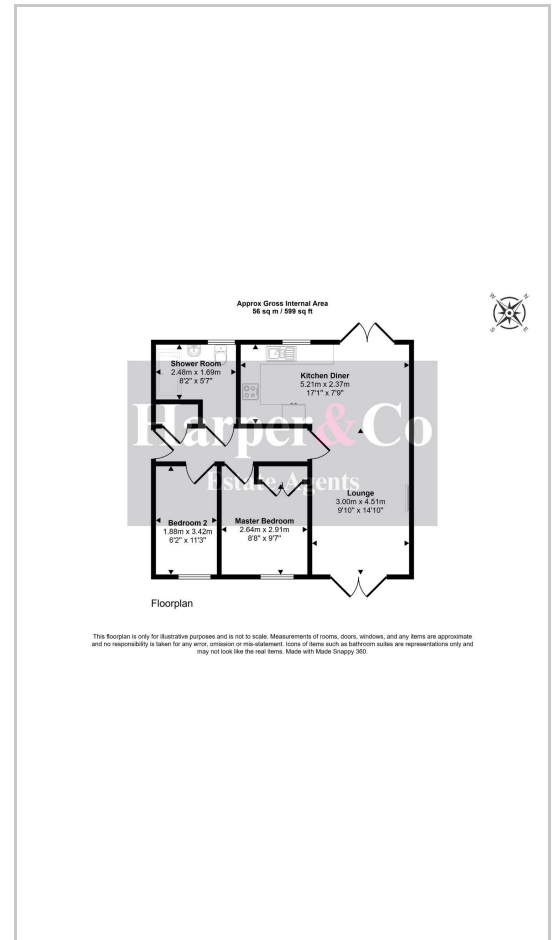 Approx Gross Internal Area
56 sq m / 599 sq ft
W N
S E
Shower Room
2.48m x 1.69m
8'2" x 5'7"
Kitchen Diner
5.21m x 2.37m
17'1" x 7'9"
Harper&Co
Estate Agents
Lounge
3.00m x 4.51m
9'10" x 14'10"
Bedroom 2
1.88m x 3.42m
6'2" x 11'3"
Master Bedroom
2.64m x 2.91m
8'8" x 9'7"
Floorplan
This floorplan is only for illustrative purposes and is not to scale. Measurements of rooms, doors, windows, and any items are approximate
and no responsibility is taken for any error, omission or mis-statement. Icons of items such as bathroom suites are representations only and
may not look like the real items. Made with Made Snappy 360.